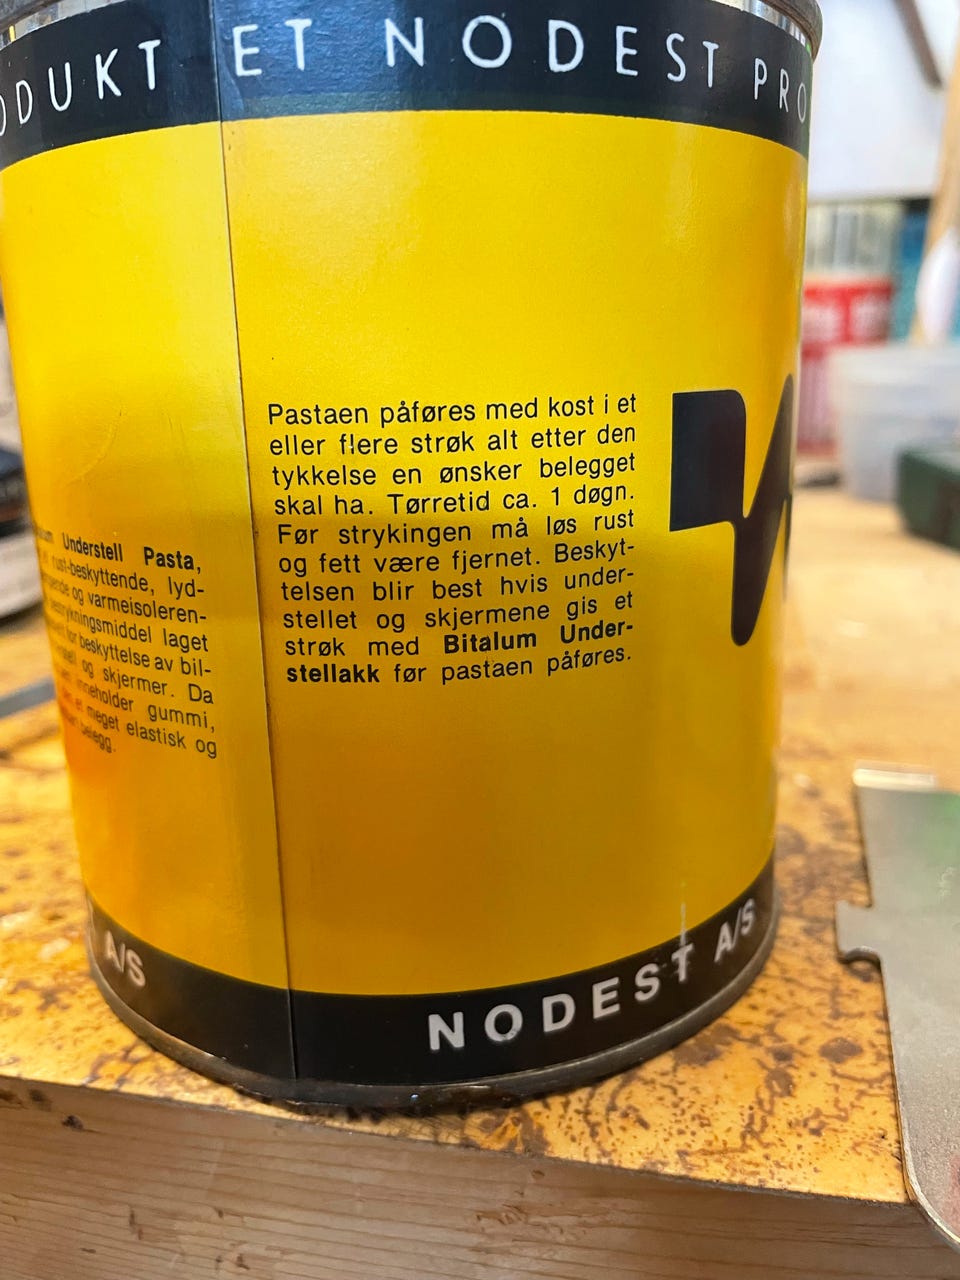 ODUKT ET NODEST PRO
Understell Pasta,
rust-beskyttende, lyd-
og varmeisoleren-
bestrykningsmiddel laget
for beskyttelse av bil-
og skjermer. Da
inneholder gummi,
meget elastisk og
belegg.
Pastaen påføres med kost i et
eller flere strøk alt etter den
tykkelse en ønsker belegget
skal ha. Tørretid ca. 1 døgn.
Før strykingen må løs rust
og fett være fjernet. Beskyt-
telsen blir best hvis under-
stellet og skjermene gis et
strøk med Bitalum Under-
stellakk før pastaen påføres.
A/S
NODEST A/S